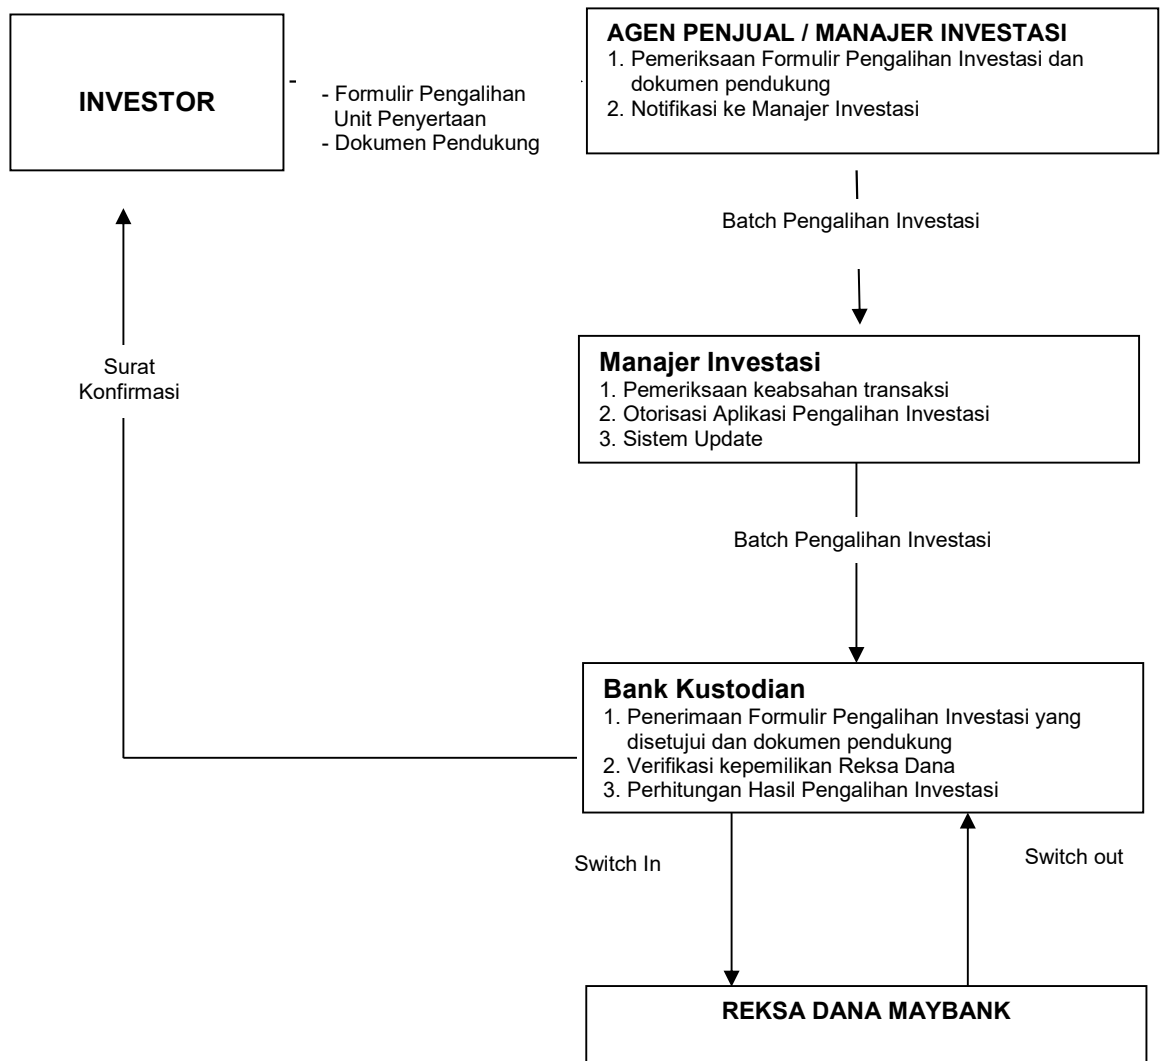 INVESTOR
- Formulir Pengalihan
Unit Penyertaan
- Dokumen Pendukung
AGEN PENJUAL / MANAJER INVESTASI
1. Pemeriksaan Formulir Pengalihan Investasi dan
dokumen pendukung
2. Notifikasi ke Manajer Investasi
Batch Pengalihan Investasi
Manajer Investasi
1. Pemeriksaan keabsahan transaksi
2. Otorisasi Aplikasi Pengalihan Investasi
3. Sistem Update
Surat
Konfirmasi
Batch Pengalihan Investasi
Bank Kustodian
1. Penerimaan Formulir Pengalihan Investasi yang
disetujui dan dokumen pendukung
2. Verifikasi kepemilikan Reksa Dana
3. Perhitungan Hasil Pengalihan Investasi
Switch In
Switch out
REKSA DANA MAYBANK